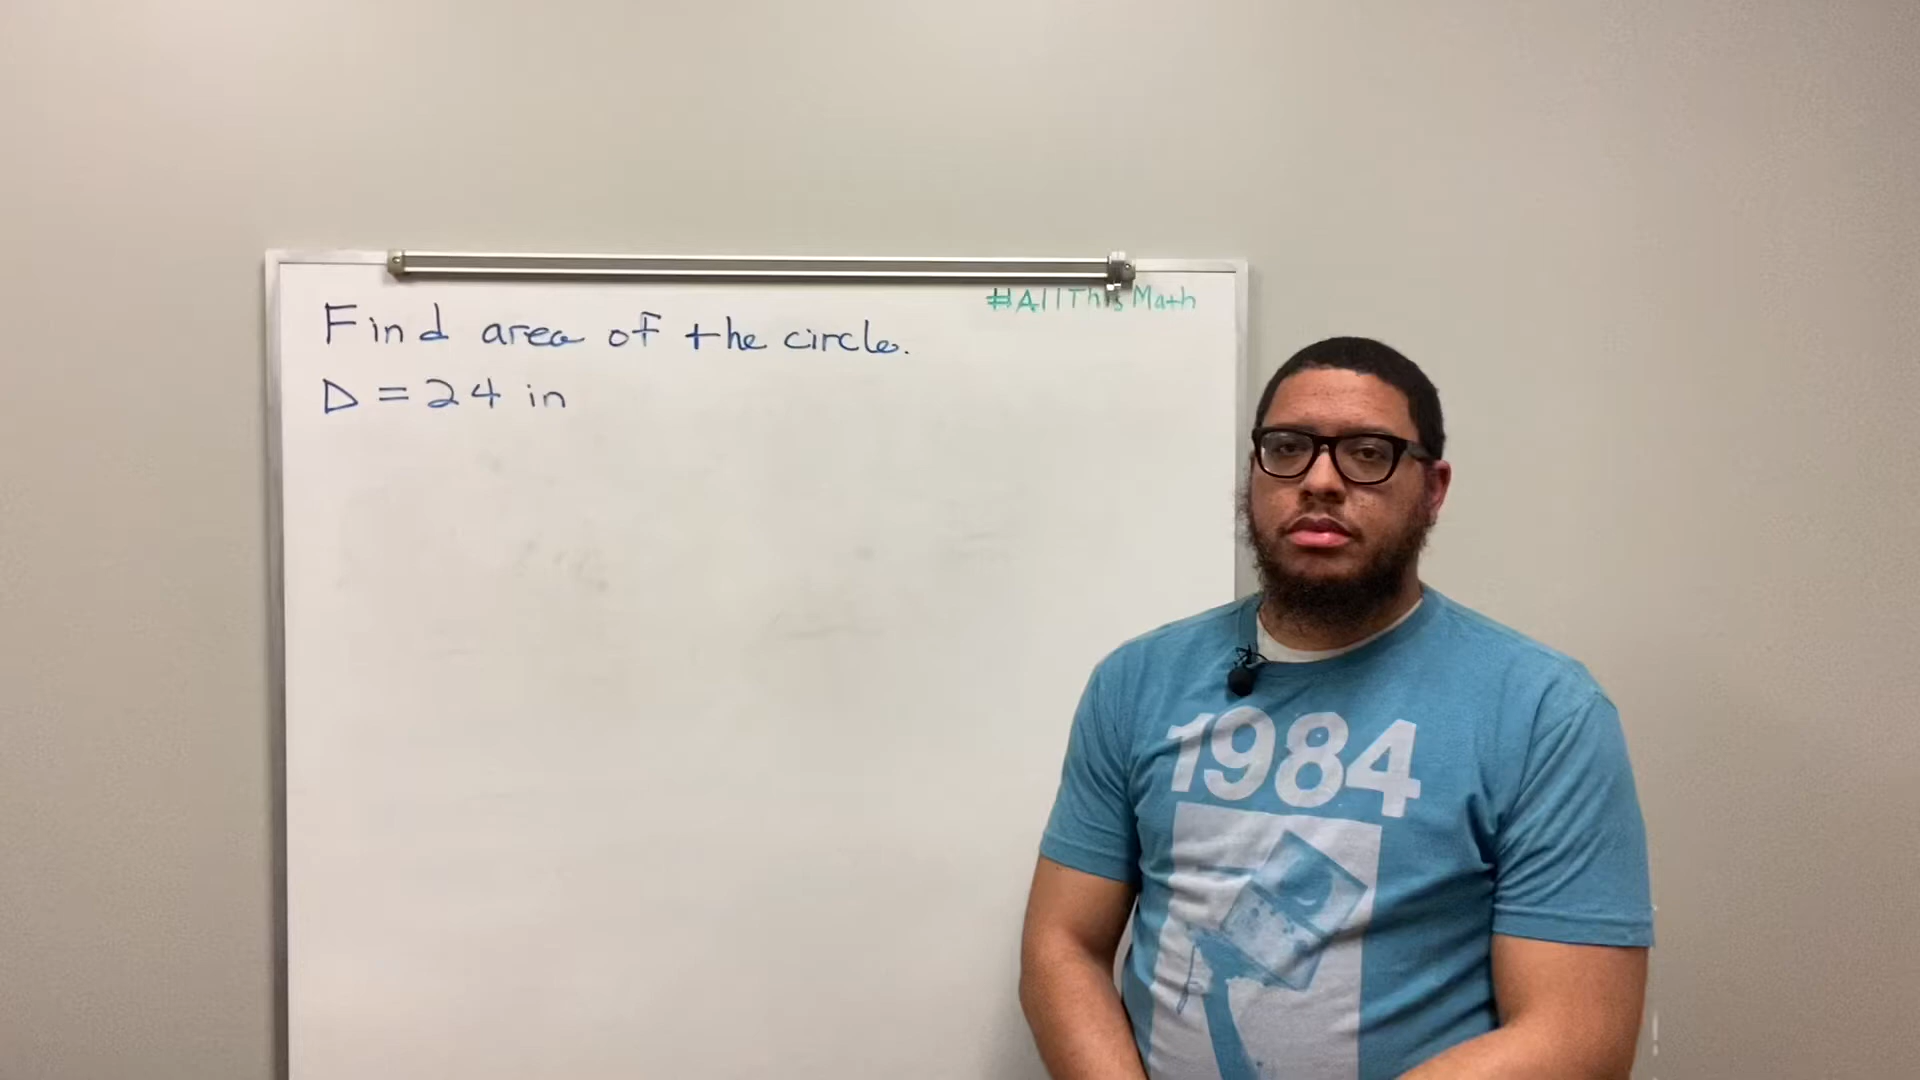 #AllThisMath
Find area of the circle.
D = 24 in
1984